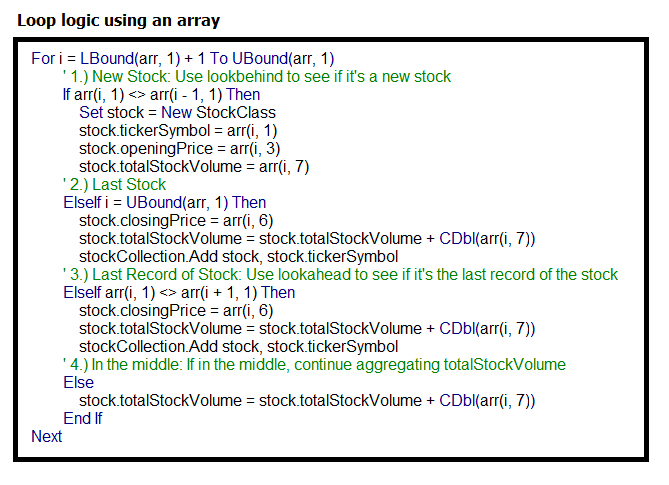 Loop logic using an array
For i = LBound(arr, 1) + 1 To UBound(arr, 1)
' 1.) New Stock: Use lookbehind to see if it's a new stock
If arr(i, 1) <> arr(i - 1, 1) Then
Set stock = New StockClass
stock.tickerSymbol = arr(i, 1)
stock.openingPrice = arr(i, 3)
stock.totalStockVolume = arr(i, 7)
' 2.) Last Stock
ElseIf i = UBound(arr, 1) Then
stock.closingPrice = arr(i, 6)
stock.totalStockVolume = stock.totalStockVolume + CDbl(arr(i, 7))
stockCollection.Add stock, stock.tickerSymbol
' 3.) Last Record of Stock: Use lookahead to see if it's the last record of the stock
ElseIf arr(i, 1) <> arr(i + 1, 1) Then
stock.closingPrice = arr(i, 6)
stock.totalStockVolume = stock.totalStockVolume + CDbl(arr(i, 7))
stockCollection.Add stock, stock.tickerSymbol
' 4.) In the middle: If in the middle, continue aggregating totalStockVolume
Else
stock.totalStockVolume = stock.totalStockVolume + CDbl(arr(i, 7))
End If
Next